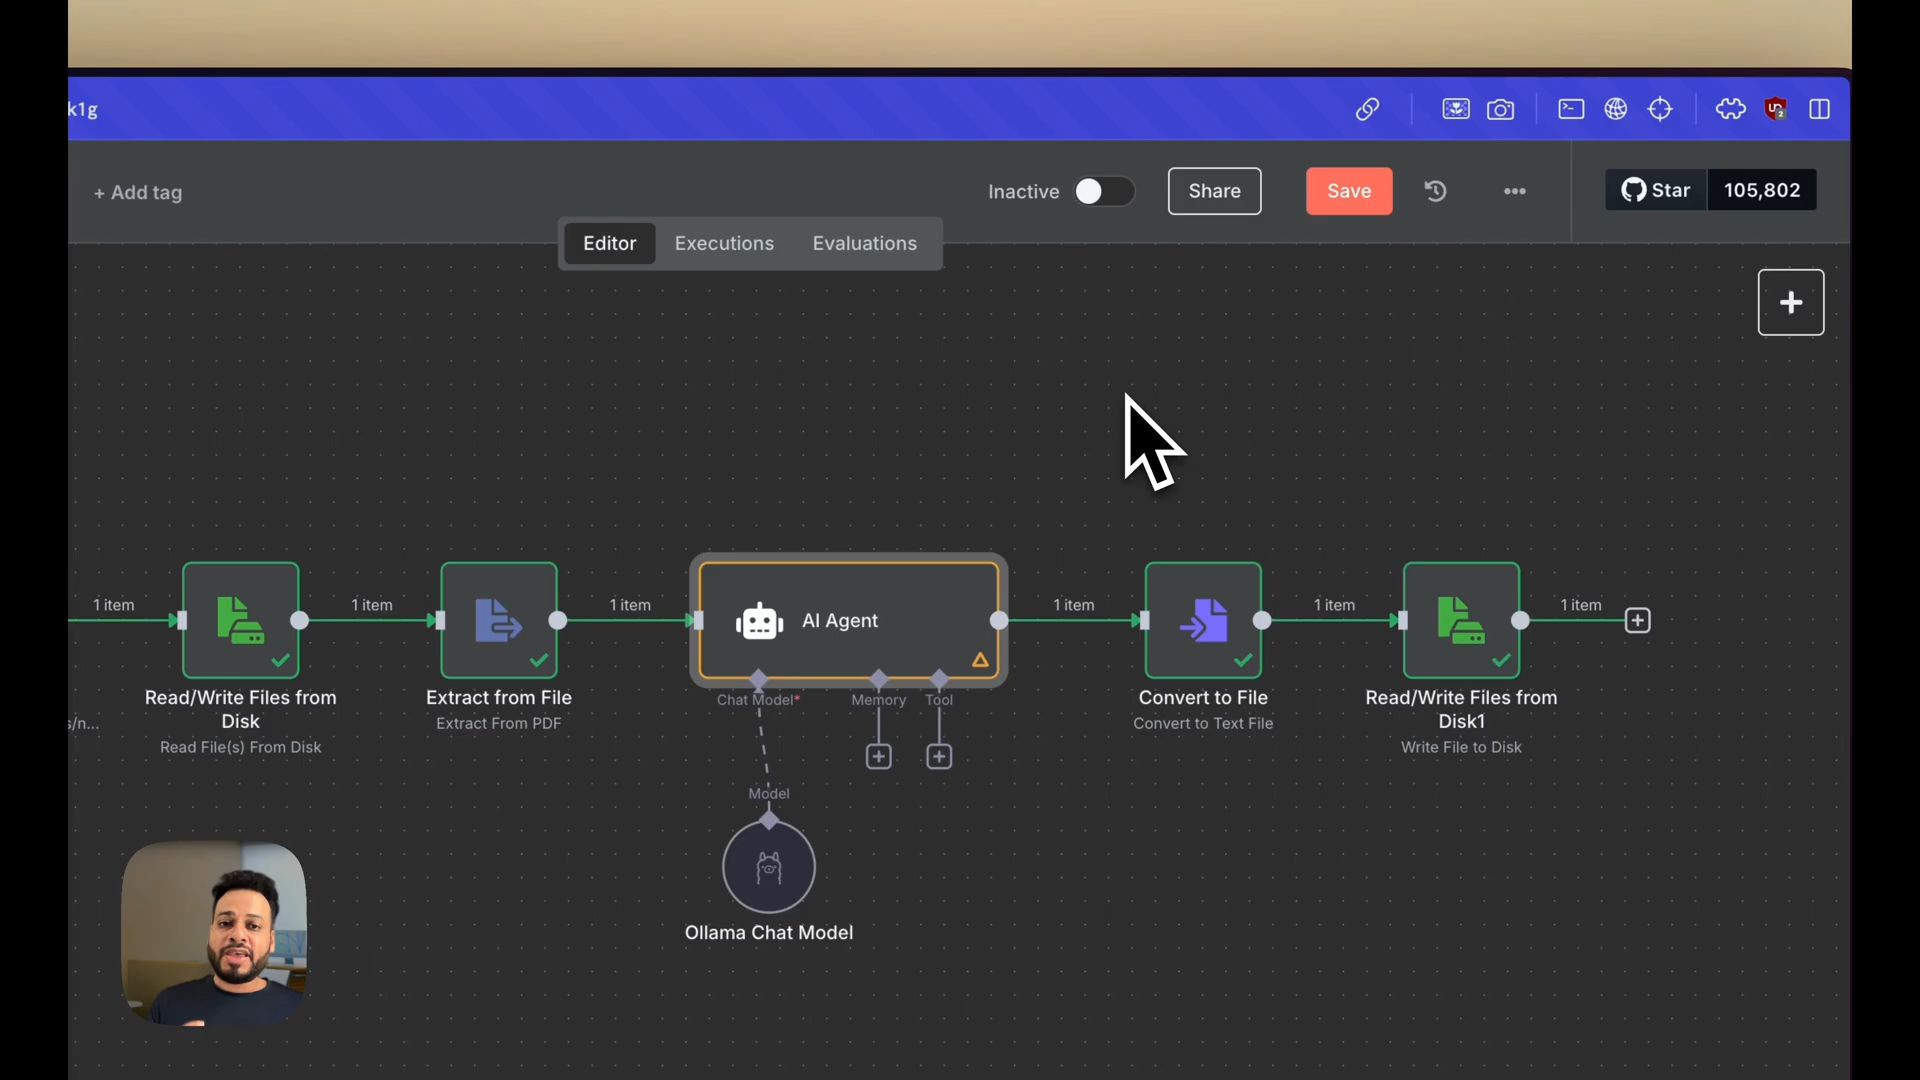 k1g
+ Add tag
Inactive
Share
Save
Star
105,802
Editor
Executions
Evaluations
1 item
1 item
1 item
AI Agent
1 item
1 item
1 item
Chat Model*
Memory
Tool
s/n...
Read/Write Files from
Disk
Read File(s) From Disk
Extract from File
Extract From PDF
Convert to File
Convert to Text File
Read/Write Files from
Disk1
Write File to Disk
Model
Ollama Chat Model